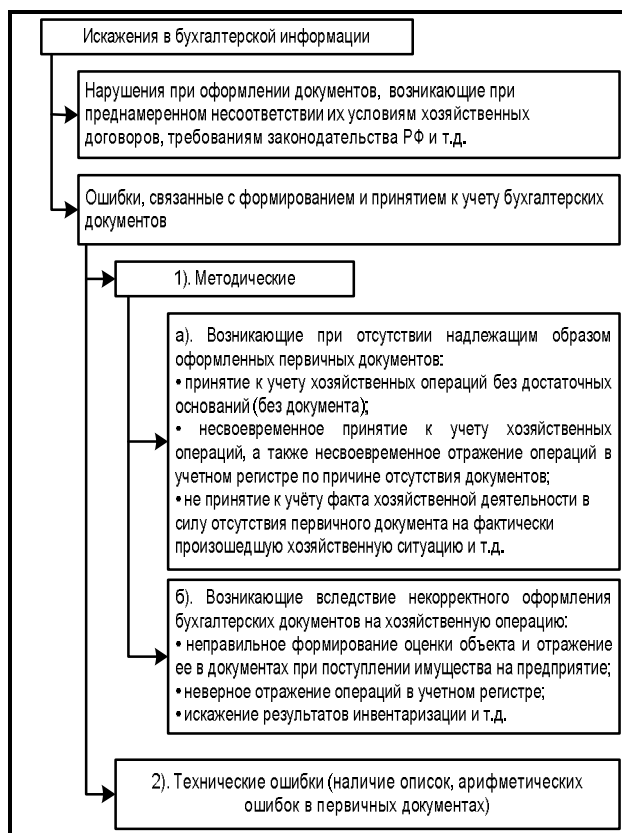 Искажения в бухгалтерской информации
Нарушения при оформлении документов, возникающие при
преднамеренном несоответствии их условиям хозяйственных
договоров, требованиям законодательства РФ и т.д.
Ошибки, связанные с формированием и принятием к учету бухгалтерских
документов
1). Методические
а). Возникающие при отсутствии надлежащим образом
оформленных первичных документов:
• принятие к учету хозяйственных операций без достаточных
оснований (без документа);
• несвоевременное принятие к учету хозяйственных
операций, а также несвоевременное отражение операций в
учетном регистре по причине отсутствия документов;
• не принятие к учёту факта хозяйственной деятельности в
силу отсутствия первичного документа на фактически
произошедшую хозяйственную ситуацию и т.д.
б). Возникающие вследствие некорректного оформления
бухгалтерских документов на хозяйственную операцию:
• неправильное формирование оценки объекта и отражение
ее в документах при поступлении имущества на предприятие;
• неверное отражение операций в учетном регистре;
• искажение результатов инвентаризации и т.д.
2). Технические ошибки (наличие описок, арифметических
ошибок в первичных документах)